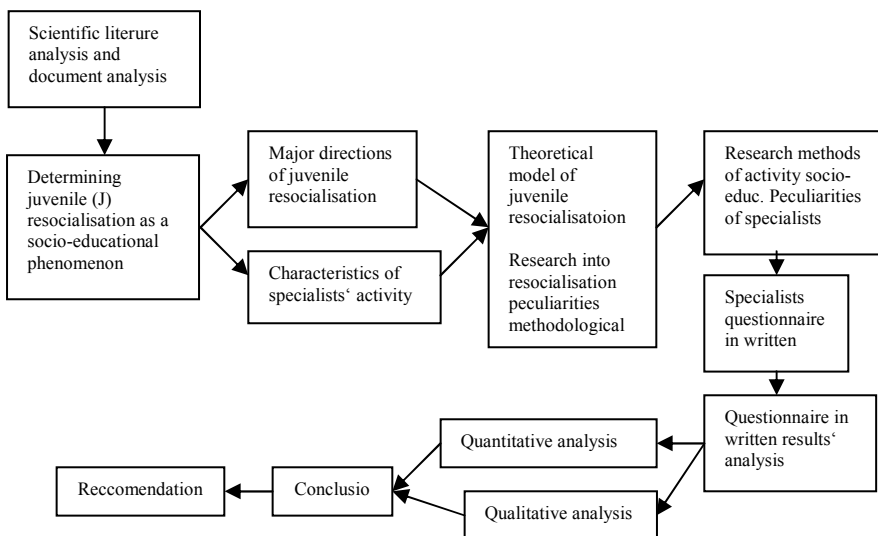 Scientific literure
analysis and
document analysis
Determining
juvenile (J)
resocialisation as a
socio-educational
phenomenon
Major directions
of juvenile
resocialisation
Characteristics of
specialists‘ activity
Theoretical
model of
juvenile
resocialisatoion
Research into
resocialisation
peculiarities
methodological
Research methods
of activity socio-
educ. Peculiarities
of specialists
Specialists
questionnaire
in written
Questionnaire in
written results‘
analysis
Quantitative analysis
Qualitative analysis
Conclusio
Reccomendation